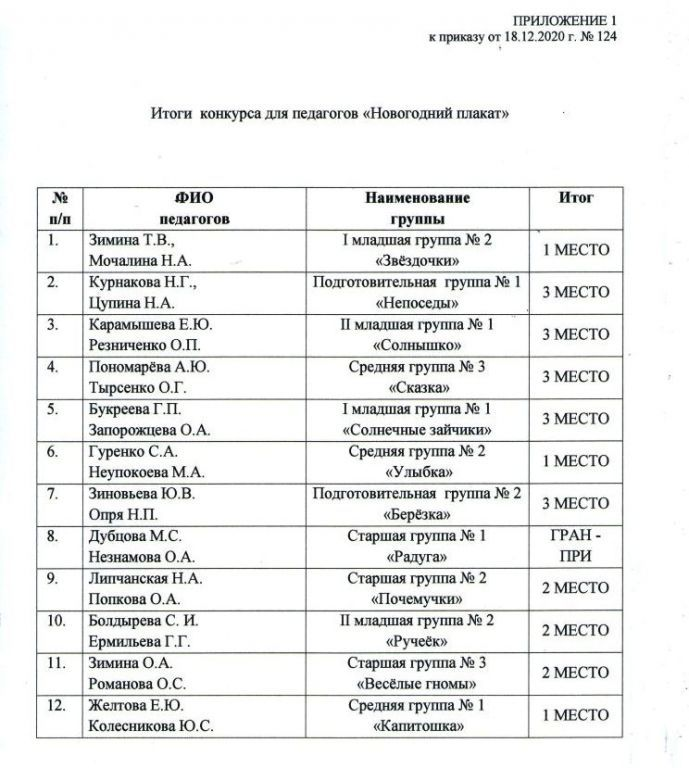 ПРИЛОЖЕНИЕ 1
к приказу от 18.12.2020 г. № 124
Итоги конкурса для педагогов «Новогодний плакат»
№ п/п ФИО педагогов Наименование группы Итог
1. Зимина Т.В., I младшая группа № 2 1 МЕСТО
Мочалина Н.А. «Звёздочки»
2. Курнакова Н.Г., Подготовительная группа № 1 3 МЕСТО
Цупина Н.А. «Непоседы»
3. Карамышева Е.Ю. II младшая группа № 1 3 МЕСТО
Резниченко О.П. «Солнышко»
4. Пономарёва А.Ю. Средняя группа № 3 3 МЕСТО
Тырсенко О.Г. «Сказка»
5. Букреева Г.П. I младшая группа № 1 3 МЕСТО
Запорожцева О.А. «Солнечные зайчики»
6. Гуренко С.А. Средняя группа № 2 1 МЕСТО
Неупокоева М.А. «Улыбка»
7. Зиновьева Ю.В. Подготовительная группа № 2 3 МЕСТО
Опря Н.П. «Берёзка»
8. Дубцова М.С. Старшая группа № 1 ГРАН -
Незнамова О.А. «Радуга» ПРИ
9. Липчанская Н.А. Старшая группа № 2 2 МЕСТО
Попкова О.А. «Почемучки»
10. Болдырева С. И. II младшая группа № 2 2 МЕСТО
Ермильева Г.Г. «Ручеёк»
11. Зимина О.А. Старшая группа № 3 2 МЕСТО
Романова О.С. «Весёлые гномы»
12. Желтова Е.Ю. Средняя группа № 1 1 МЕСТО
Колесникова Ю.С. «Капитошка»